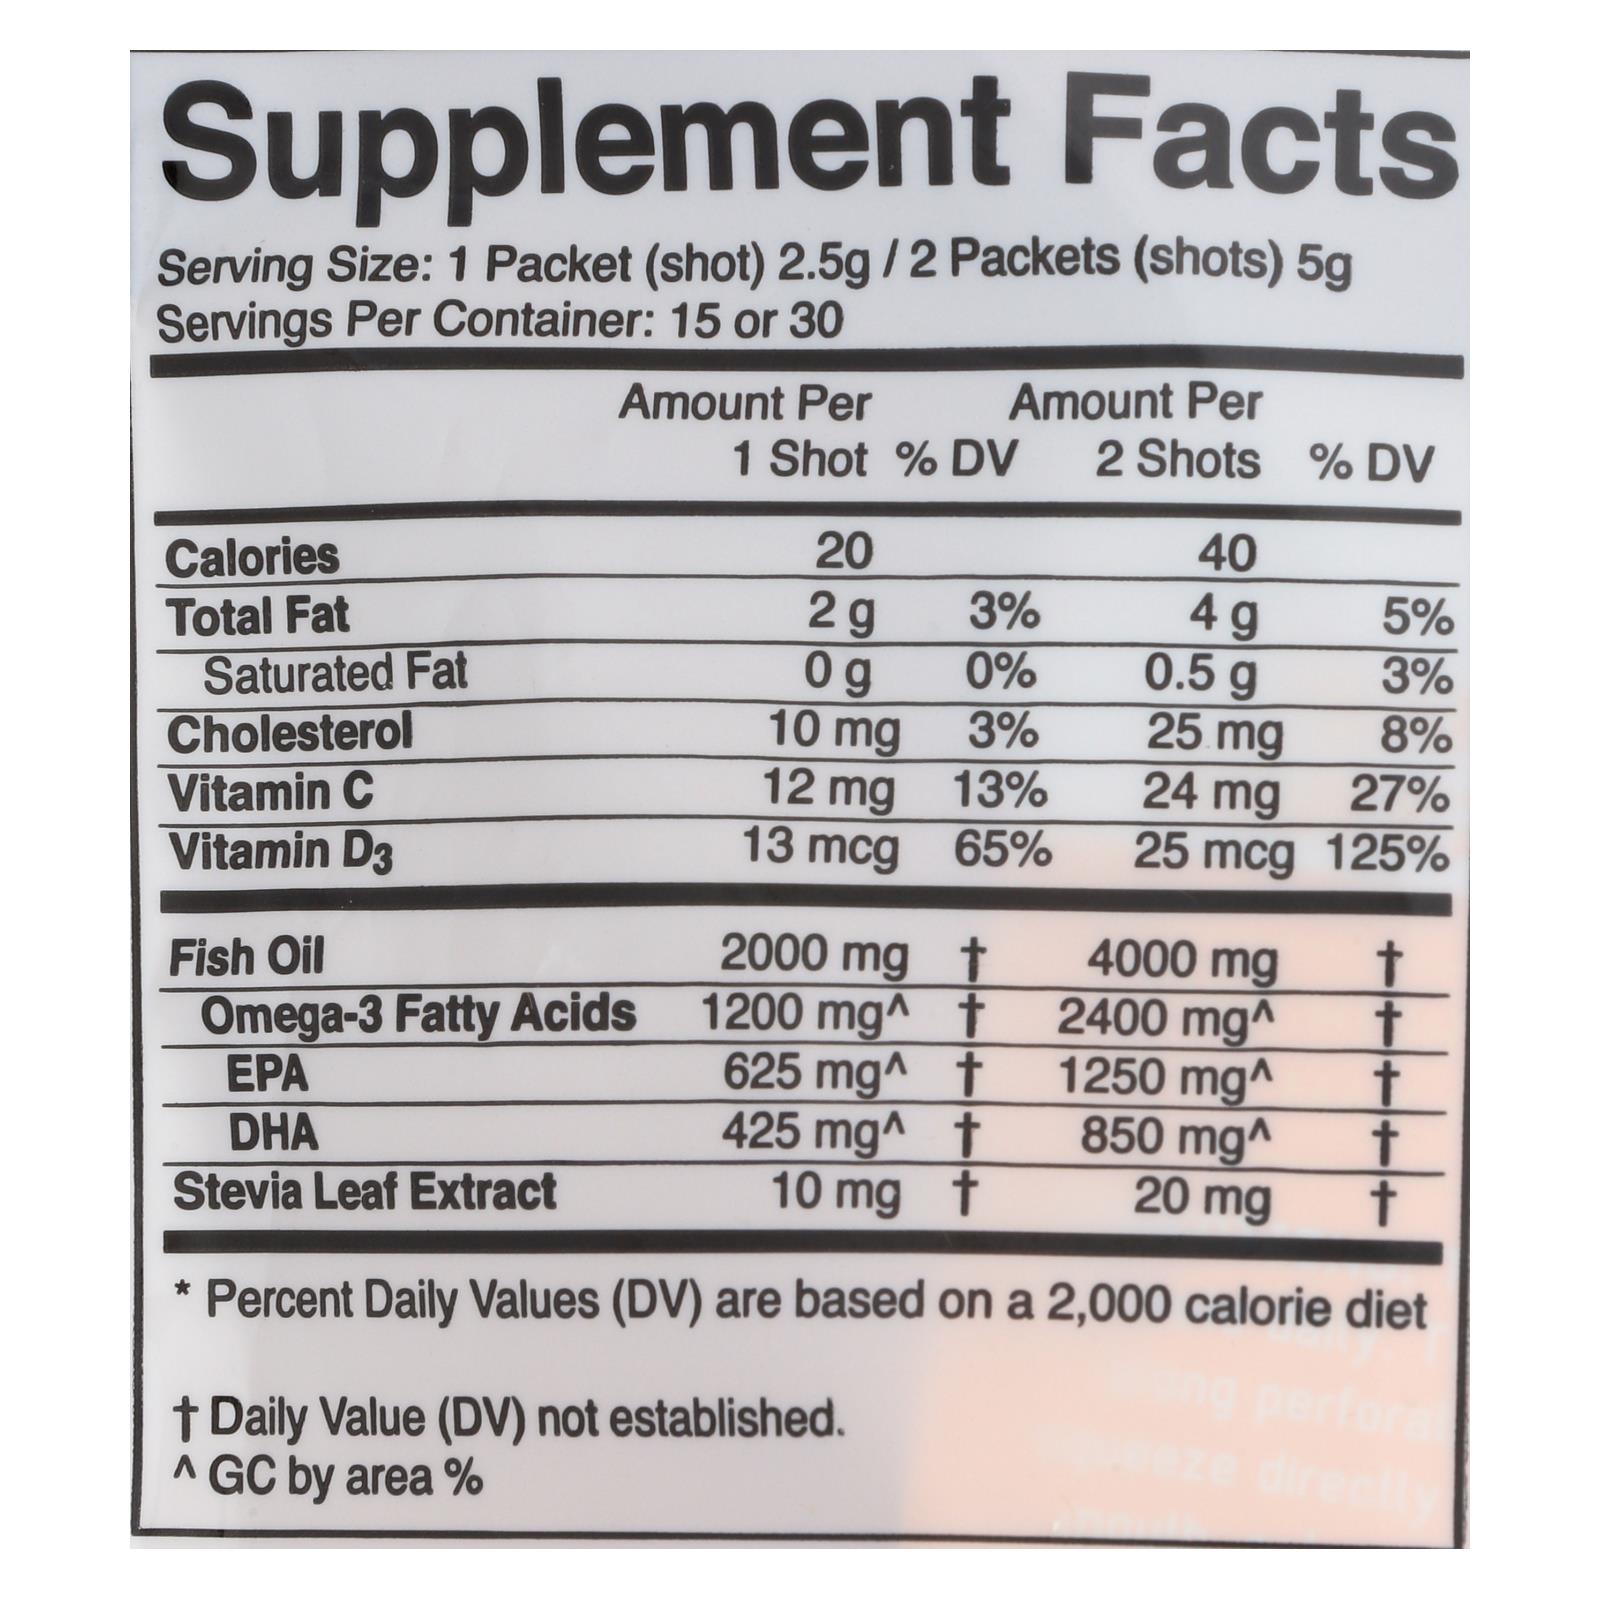 Supplement Facts
Serving Size: 1 Packet (shot) 2.5g / 2 Packets (shots) 5g
Servings Per Container: 15 or 30
Amount Per Amount Per
1 Shot % DV 2 Shots % DV
Calories 20 40
Total Fat 2 g 3% 4 g 5%
Saturated Fat 0 g 0% 0.5 g 3%
Cholesterol 10 mg 3% 25 mg 8%
Vitamin C 12 mg 13% 24 mg 27%
Vitamin D3 13 mcg 65% 25 mcg 125%
Fish Oil 2000 mg † 4000 mg †
Omega-3 Fatty Acids 1200 mg^ † 2400 mg^ †
EPA 625 mg^ † 1250 mg^ †
DHA 425 mg^ † 850 mg^ †
Stevia Leaf Extract 10 mg † 20 mg †
* Percent Daily Values (DV) are based on a 2,000 calorie diet
† Daily Value (DV) not established.
^ GC by area %
directly